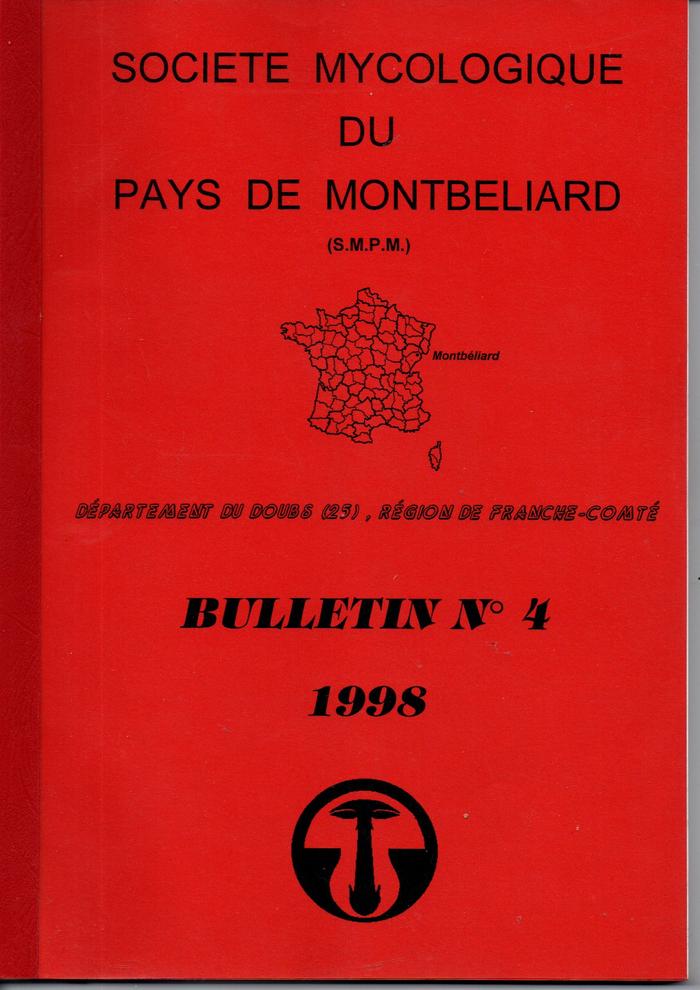 SOCIETE MYCOLOGIQUE
DU
PAYS DE MONTBELIARD
(S.M.P.M.)
Montbéliard
DÉPARTEMENT DU DOUBS (25) , RÉGION DE FRANCHE-COMTÉ
BULLETIN N° 4
1998